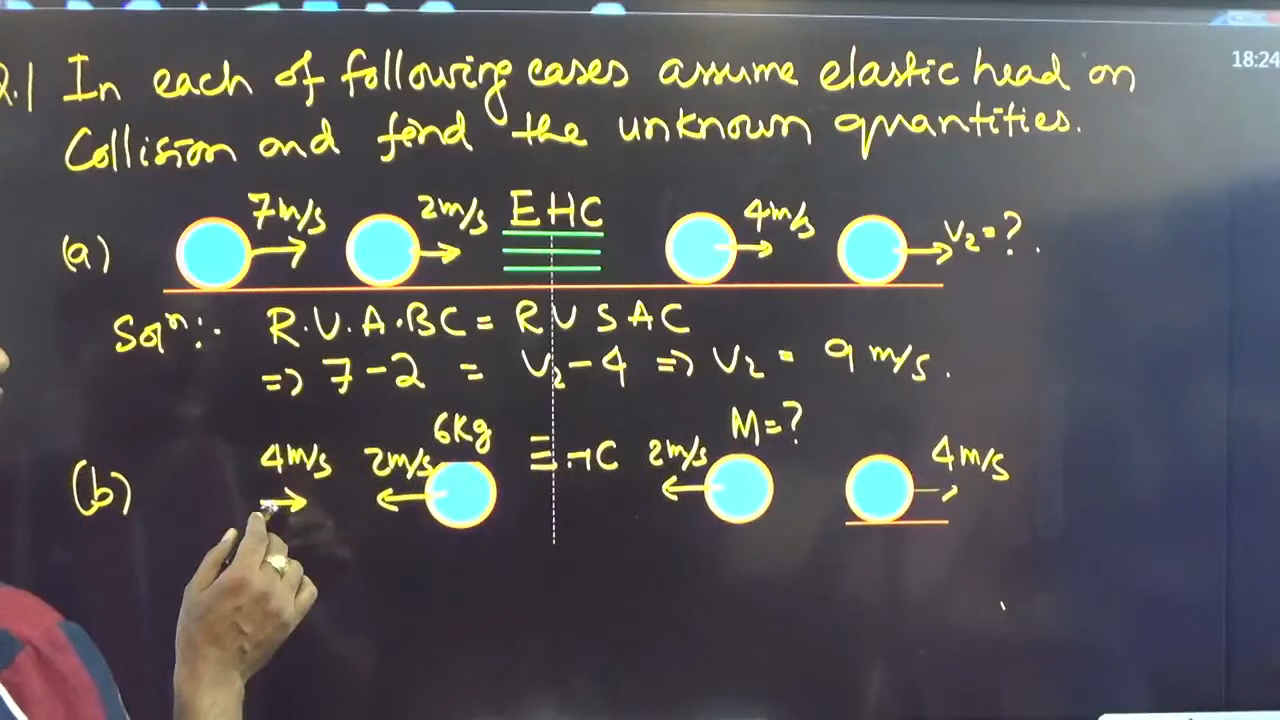 Q.1 In each of following cases assume elastic head on
Collision and find the unknown quantities.
18:24
(a) 7m/s 2m/s EHC 4m/s V₂=?
Solⁿ:- R.V.A.BC = RVSAC
=> 7-2 = V₂-4 => V₂ = 9 m/s.
(b) 4m/s 2m/s 6Kg EHC 2m/s M=? 4m/s